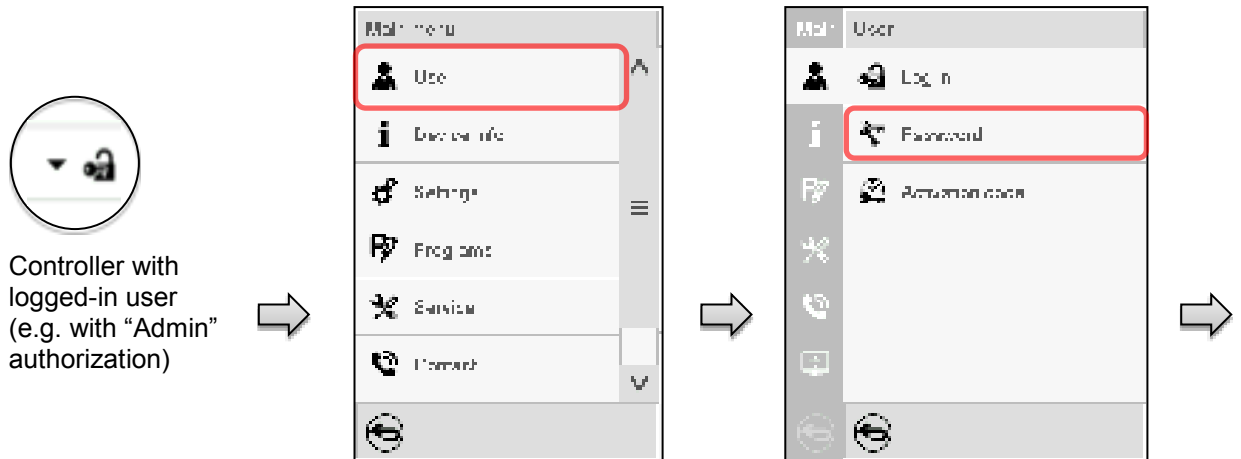 Controller with
logged-in user
(e.g. with “Admin”
authorization)
Main menu
User
Device info
Settings
Programs
Service
Contact
Main User
Log in
Password
Activation code